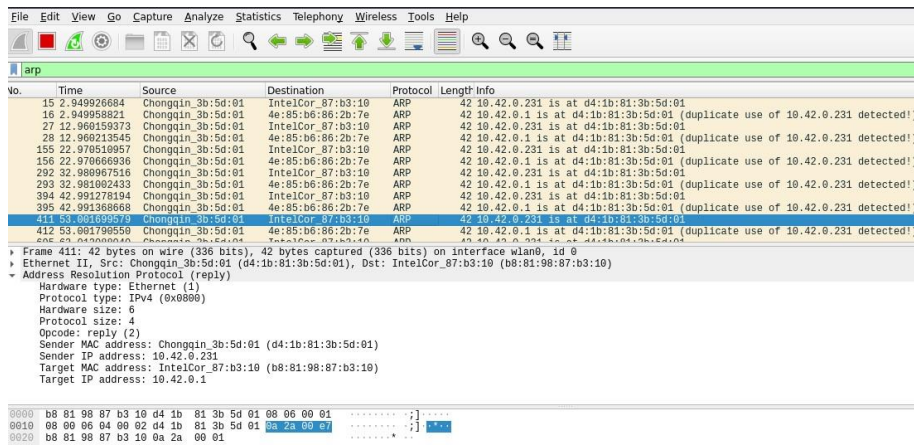 File Edit View Go Capture Analyze Statistics Telephony Wireless Tools Help
arp
No. Time Source Destination Protocol Length Info
15 2.949926684 Chongqin_3b:5d:01 IntelCor_87:b3:10 ARP 42 10.42.0.231 is at d4:1b:81:3b:5d:01
16 2.949958821 Chongqin_3b:5d:01 4e:85:b6:86:2b:7e ARP 42 10.42.0.1 is at d4:1b:81:3b:5d:01 (duplicate use of 10.42.0.231 detected!)
27 12.960159373 Chongqin_3b:5d:01 IntelCor_87:b3:10 ARP 42 10.42.0.231 is at d4:1b:81:3b:5d:01
28 12.960213545 Chongqin_3b:5d:01 4e:85:b6:86:2b:7e ARP 42 10.42.0.1 is at d4:1b:81:3b:5d:01 (duplicate use of 10.42.0.231 detected!)
155 22.970510957 Chongqin_3b:5d:01 IntelCor_87:b3:10 ARP 42 10.42.0.231 is at d4:1b:81:3b:5d:01
156 22.970666936 Chongqin_3b:5d:01 4e:85:b6:86:2b:7e ARP 42 10.42.0.1 is at d4:1b:81:3b:5d:01 (duplicate use of 10.42.0.231 detected!)
292 32.980967516 Chongqin_3b:5d:01 IntelCor_87:b3:10 ARP 42 10.42.0.231 is at d4:1b:81:3b:5d:01
293 32.981002433 Chongqin_3b:5d:01 4e:85:b6:86:2b:7e ARP 42 10.42.0.1 is at d4:1b:81:3b:5d:01 (duplicate use of 10.42.0.231 detected!)
394 42.991278194 Chongqin_3b:5d:01 IntelCor_87:b3:10 ARP 42 10.42.0.231 is at d4:1b:81:3b:5d:01
395 42.991368668 Chongqin_3b:5d:01 4e:85:b6:86:2b:7e ARP 42 10.42.0.1 is at d4:1b:81:3b:5d:01 (duplicate use of 10.42.0.231 detected!)
411 53.001699579 Chongqin_3b:5d:01 IntelCor_87:b3:10 ARP 42 10.42.0.231 is at d4:1b:81:3b:5d:01
412 53.001790550 Chongqin_3b:5d:01 4e:85:b6:86:2b:7e ARP 42 10.42.0.1 is at d4:1b:81:3b:5d:01 (duplicate use of 10.42.0.231 detected!)
Frame 411: 42 bytes on wire (336 bits), 42 bytes captured (336 bits) on interface wlan0, id 0
Ethernet II, Src: Chongqin_3b:5d:01 (d4:1b:81:3b:5d:01), Dst: IntelCor_87:b3:10 (b8:81:98:87:b3:10)
Address Resolution Protocol (reply)
Hardware type: Ethernet (1)
Protocol type: IPv4 (0x0800)
Hardware size: 6
Protocol size: 4
Opcode: reply (2)
Sender MAC address: Chongqin_3b:5d:01 (d4:1b:81:3b:5d:01)
Sender IP address: 10.42.0.231
Target MAC address: IntelCor_87:b3:10 (b8:81:98:87:b3:10)
Target IP address: 10.42.0.1
0000 b8 81 98 87 b3 10 d4 1b 81 3b 5d 01 08 06 00 01 ········ ·;]·····
0010 08 00 06 04 00 02 d4 1b 81 3b 5d 01 0a 2a 00 e7 ········ ·;]··*··
0020 b8 81 98 87 b3 10 0a 2a 00 01 ·······* ··